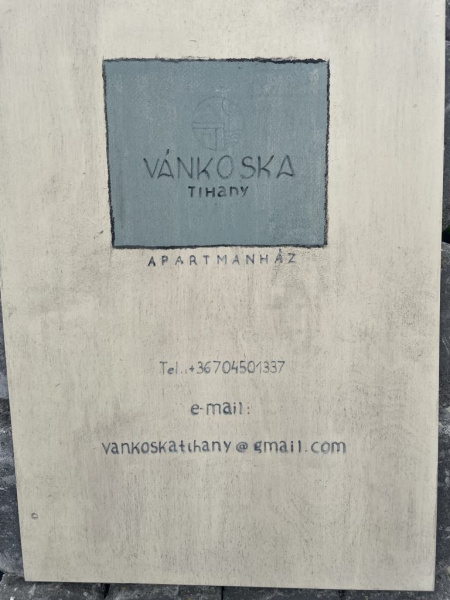 VÁNKOSKA
TIHANY
APARTMANHÁZ
Tel.:+36704501337
e-mail:
vankoskatihany@gmail.com